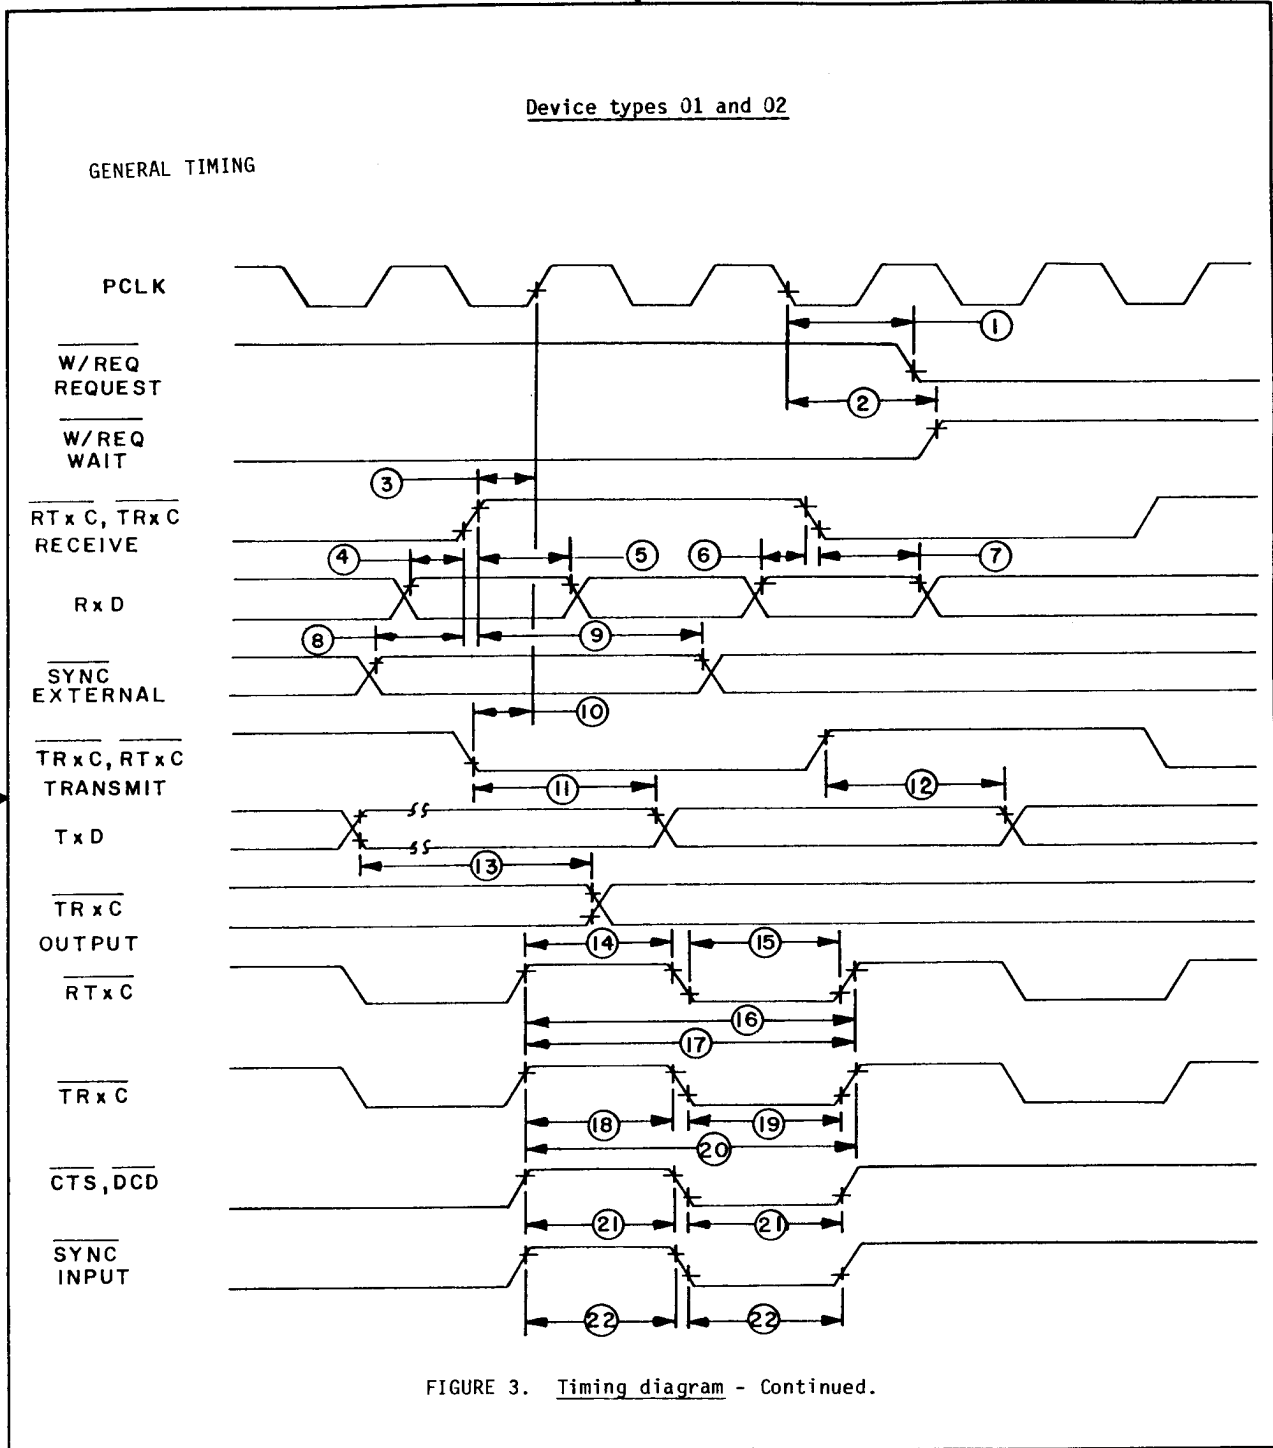 Device types 01 and 02
GENERAL TIMING
PCLK
1
W/REQ
REQUEST
2
W/REQ
WAIT
3
RTxC, TRxC
RECEIVE
4
5
6
7
RxD
8
9
SYNC
EXTERNAL
10
TRxC, RTxC
TRANSMIT
11
12
TxD
13
TRxC
OUTPUT
14
15
RTxC
16
17
TRxC
18
19
20
CTS, DCD
21
21
SYNC
INPUT
22
22
FIGURE 3. Timing diagram - Continued.